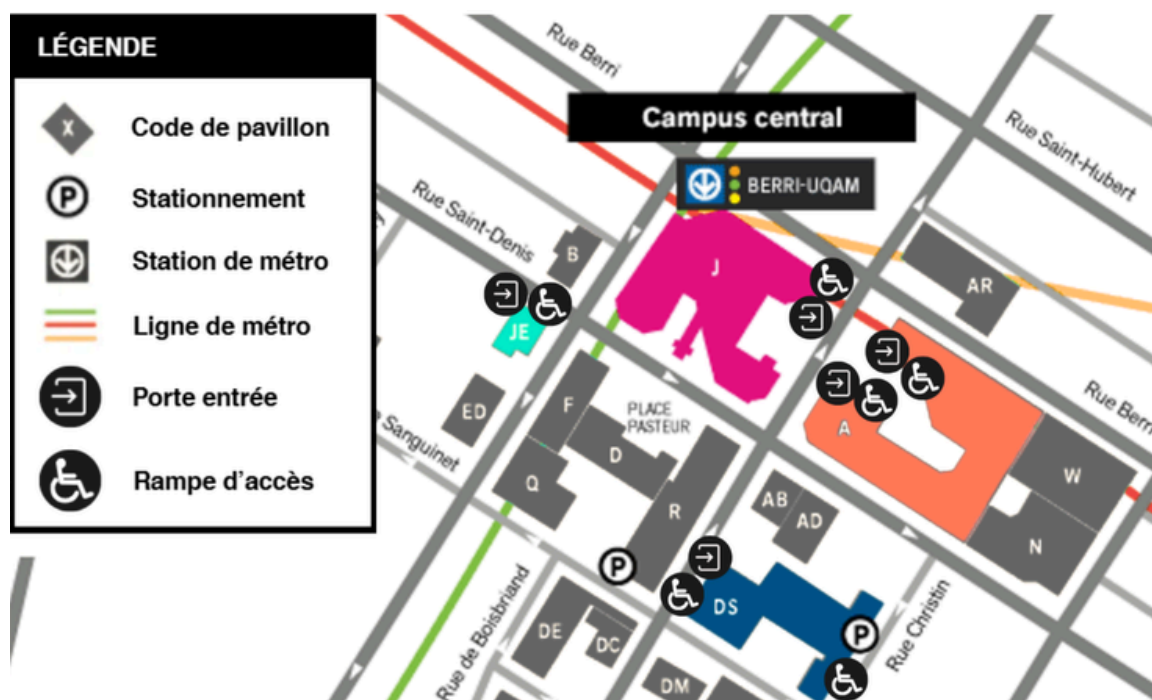 LÉGENDE
X
Code de pavillon
P
Stationnement
Station de métro
Ligne de métro
Porte entrée
Rampe d'accès
Rue Berri
Campus central
BERRI-UQAM
Rue Saint-Hubert
Rue Saint-Denis
B
J
AR
JE
Rue Berri
ED
F
PLACE
PASTEUR
A
Sanguinet
D
Q
R
W
AB
AD
N
P
DS
Rue de Boisbriand
DE
DC
P
Rue Christin
DM